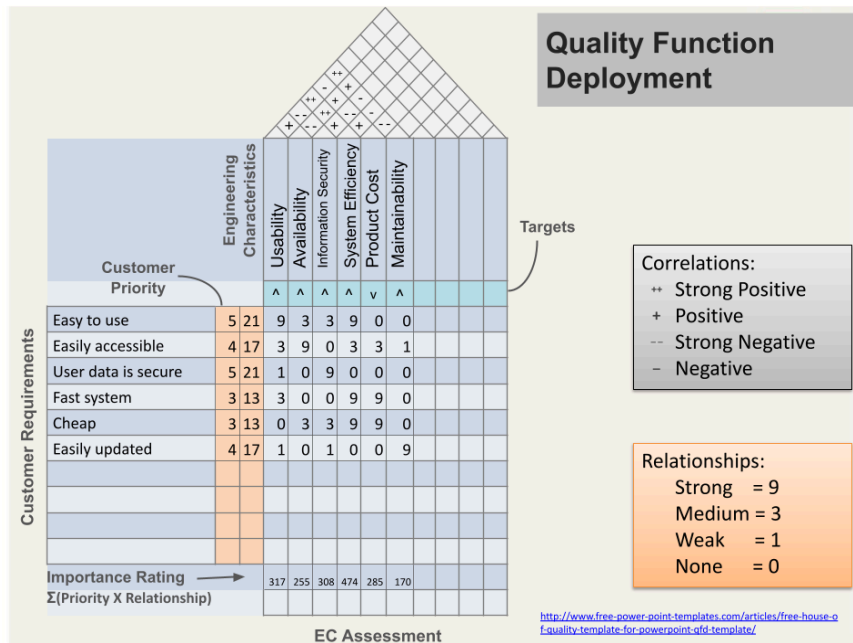 Quality Function
Deployment
++
- +
++ + -
-- ++ - -
+ -- + + --
Engineering
Characteristics
Usability
Availability
Information Security
System Efficiency
Product Cost
Maintainability
Targets
Customer
Priority
^ ^ ^ ^ v ^
Customer Requirements
Easy to use 5 21 9 3 3 9 0 0
Easily accessible 4 17 3 9 0 3 3 1
User data is secure 5 21 1 0 9 0 0 0
Fast system 3 13 3 0 0 9 9 0
Cheap 3 13 0 3 3 9 9 0
Easily updated 4 17 1 0 1 0 0 9
Importance Rating
Σ(Priority X Relationship)
317 255 308 474 285 170
EC Assessment
Correlations:
++ Strong Positive
+ Positive
-- Strong Negative
– Negative
Relationships:
Strong = 9
Medium = 3
Weak = 1
None = 0
http://www.free-power-point-templates.com/articles/free-house-o
f-quality-template-for-powerpoint-qfd-template/